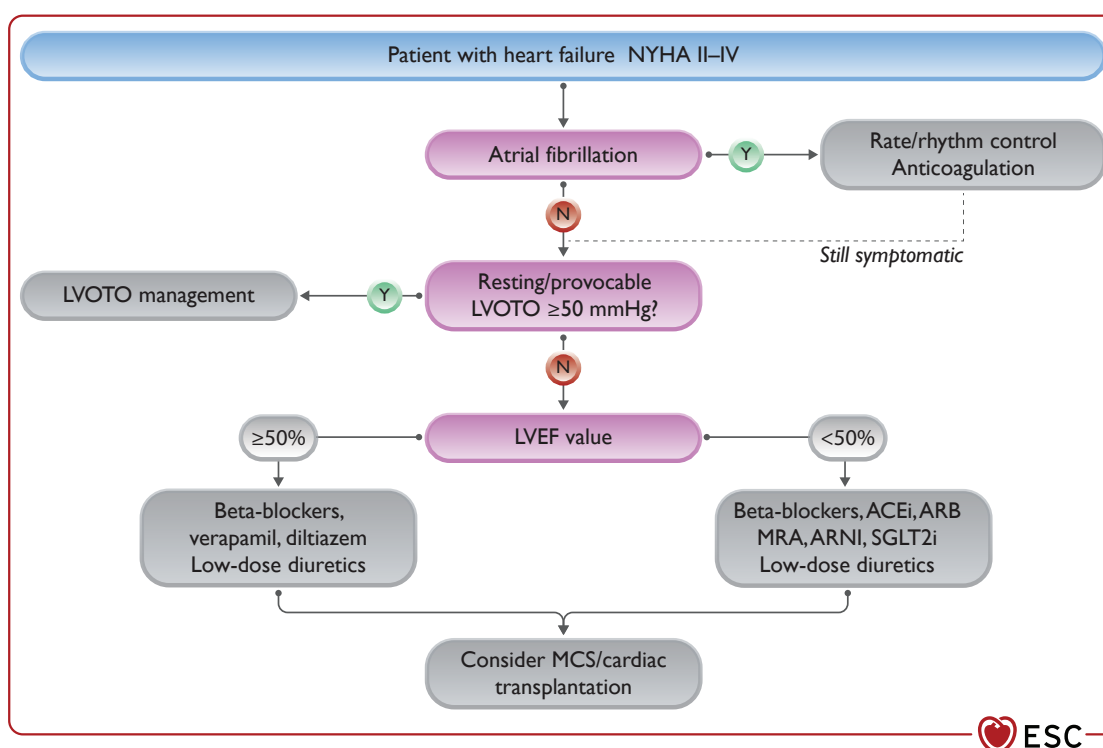 Patient with heart failure NYHA II–IV
Atrial fibrillation
Y
Rate/rhythm control
Anticoagulation
N
Still symptomatic
LVOTO management
Y
Resting/provocable
LVOTO ≥50 mmHg?
N
≥50%
LVEF value
<50%
Beta-blockers,
verapamil, diltiazem
Low-dose diuretics
Beta-blockers, ACEi, ARB
MRA, ARNI, SGLT2i
Low-dose diuretics
Consider MCS/cardiac
transplantation
ESC